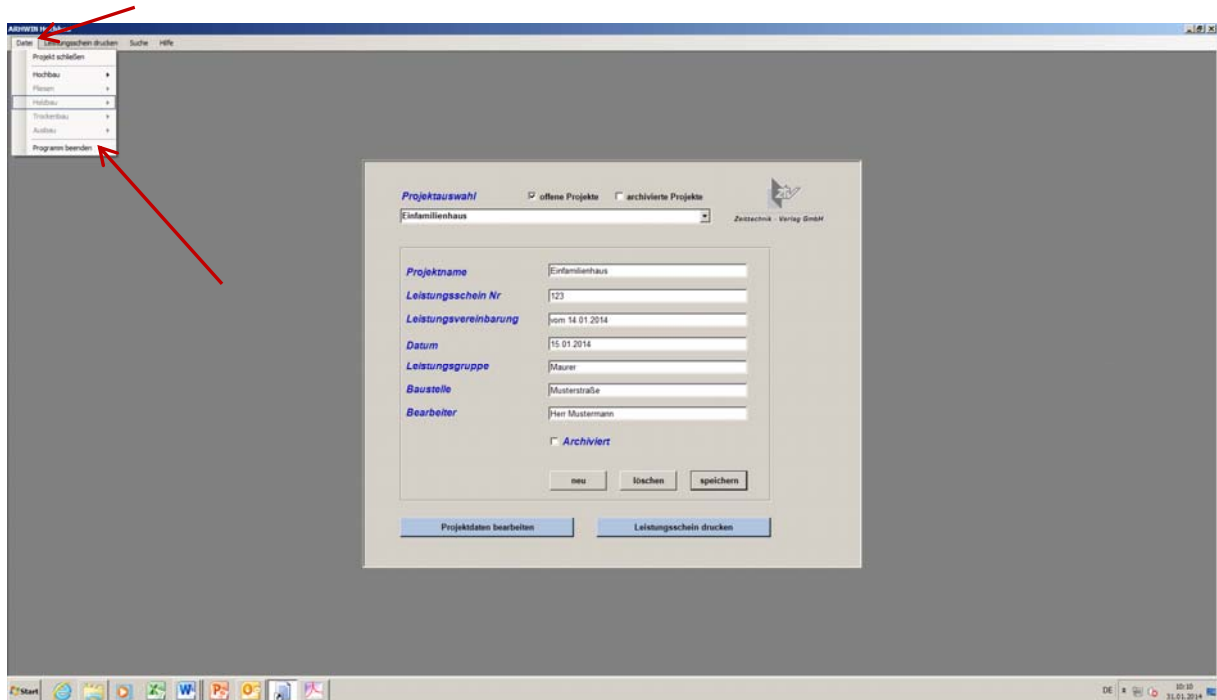 ARHWIN Hochbau
Datei Leistungsschein drucken Suche Hilfe
Projekt schließen
Hochbau
Fliesen
Holzbau
Trockenbau
Ausbau
Programm beenden
Projektauswahl offene Projekte archivierte Projekte
Einfamilienhaus
Zeittechnik - Verlag GmbH
Projektname Einfamilienhaus
Leistungsschein Nr 123
Leistungsvereinbarung vom 14.01.2014
Datum 15.01.2014
Leistungsgruppe Maurer
Baustelle Musterstraße
Bearbeiter Herr Mustermann
Archiviert
neu löschen speichern
Projektdaten bearbeiten Leistungsschein drucken
Start DE 10:10
31.01.2014